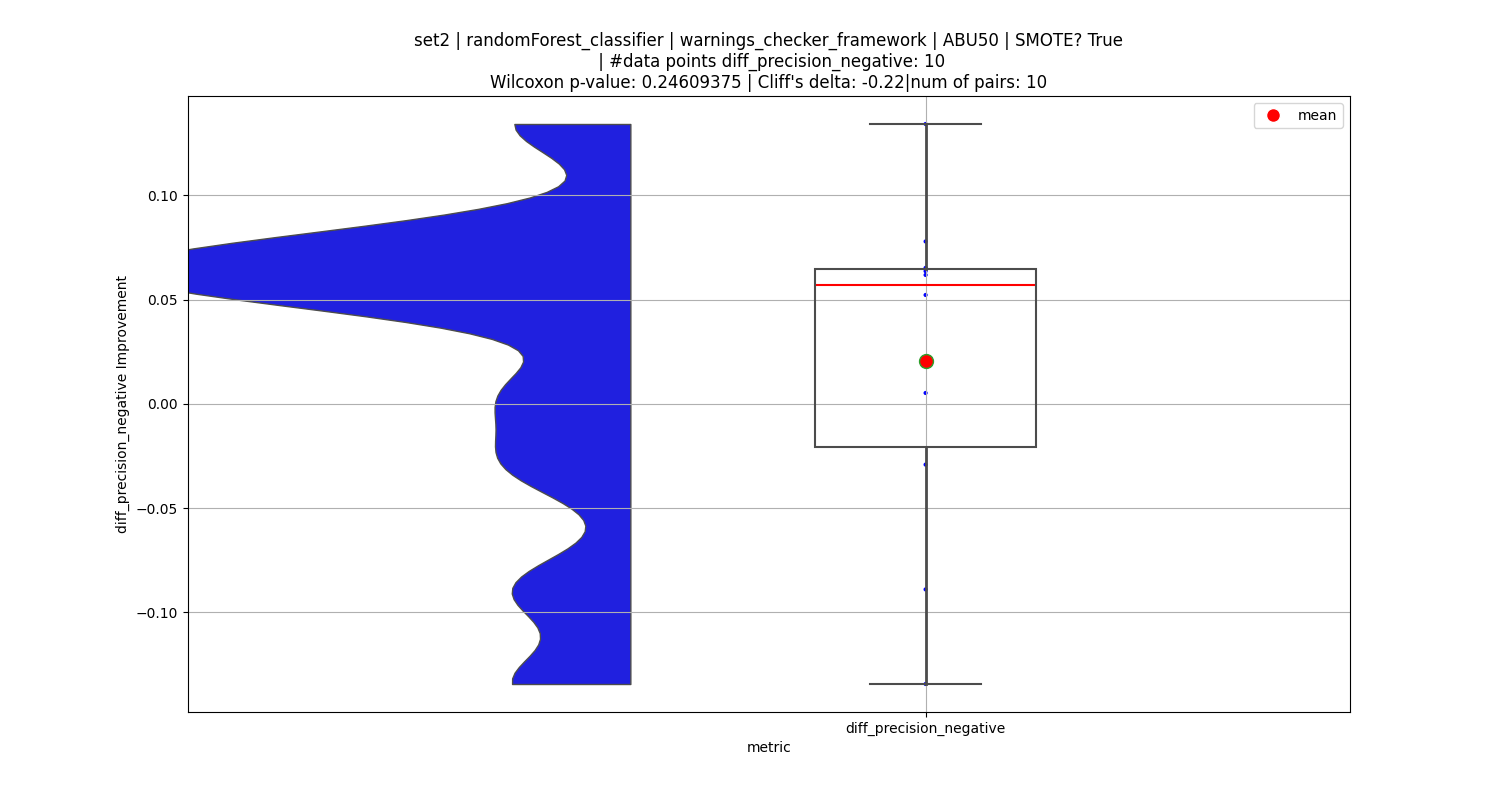 set2 | randomForest_classifier | warnings_checker_framework | ABU50 | SMOTE? True
| #data points diff_precision_negative: 10
Wilcoxon p-value: 0.24609375 | Cliff's delta: -0.22|num of pairs: 10
mean
0.10
0.05
0.00
−0.05
−0.10
diff_precision_negative Improvement
diff_precision_negative
metric